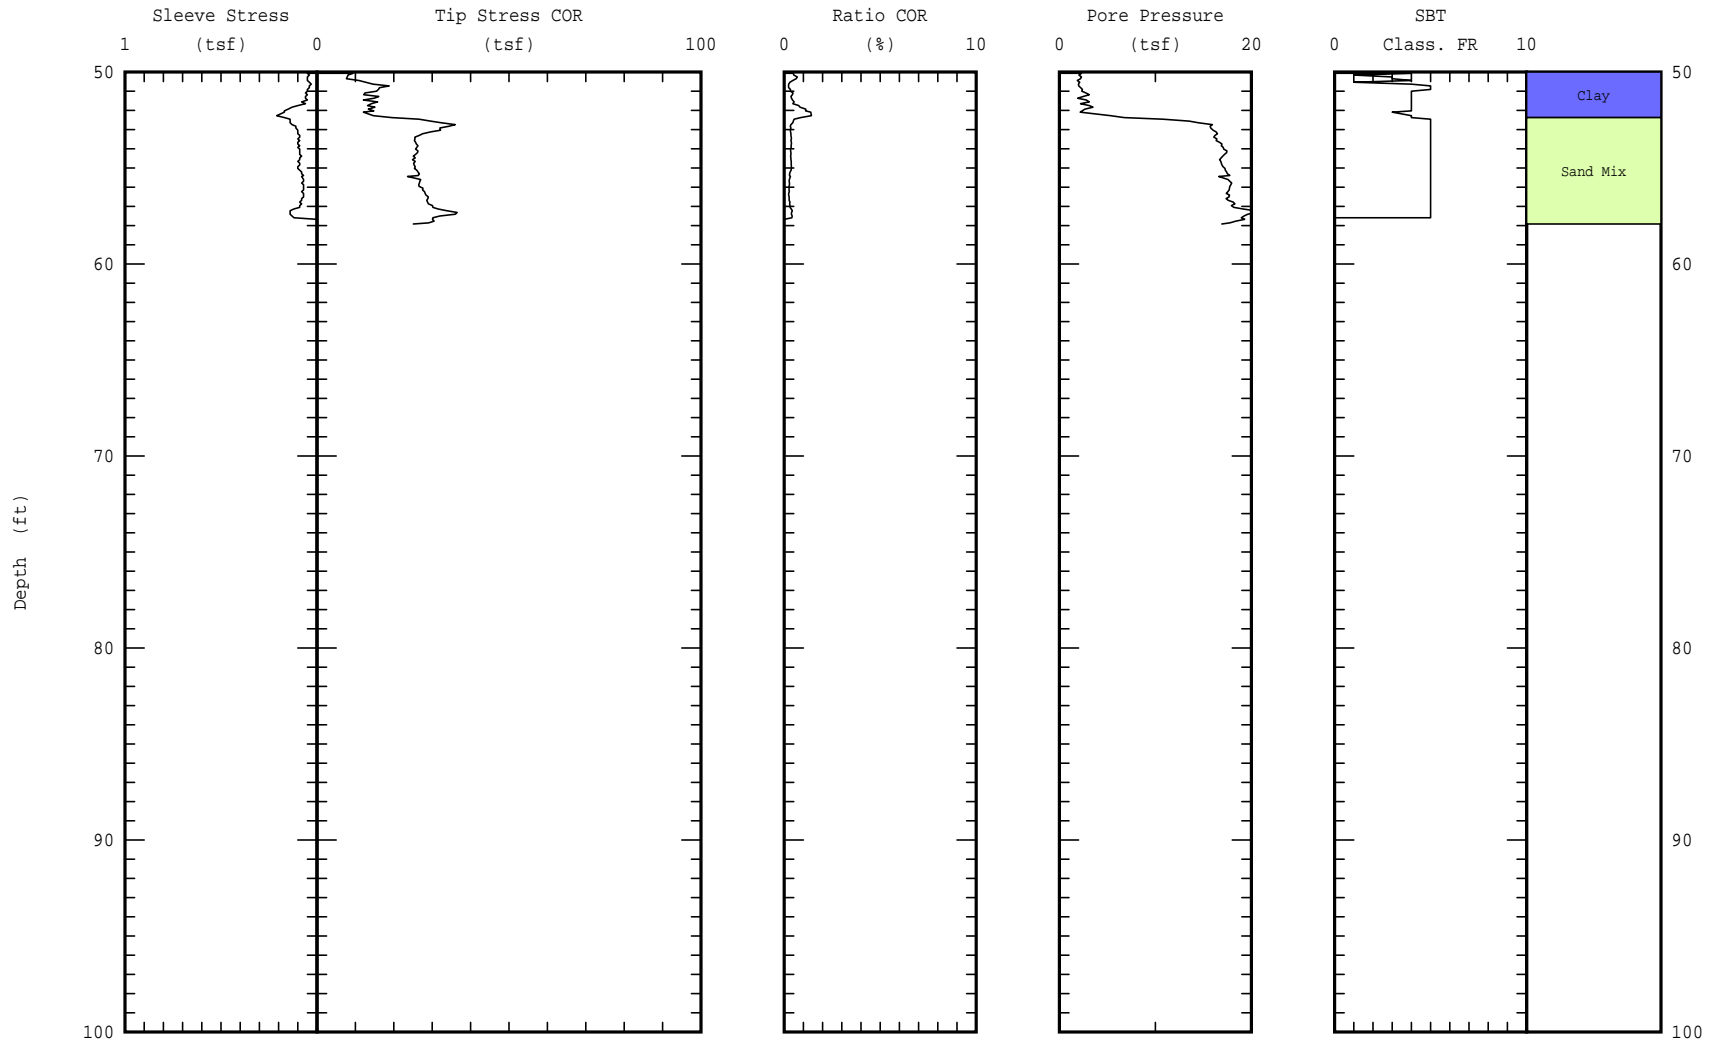 Sleeve Stress Tip Stress COR Ratio COR Pore Pressure SBT
1 (tsf) 0 (tsf) 100 0 (%) 10 0 (tsf) 20 0 Class. FR 10
50 50
Clay
Sand Mix
60 60
70 70
Depth (ft)
80 80
90 90
100 100